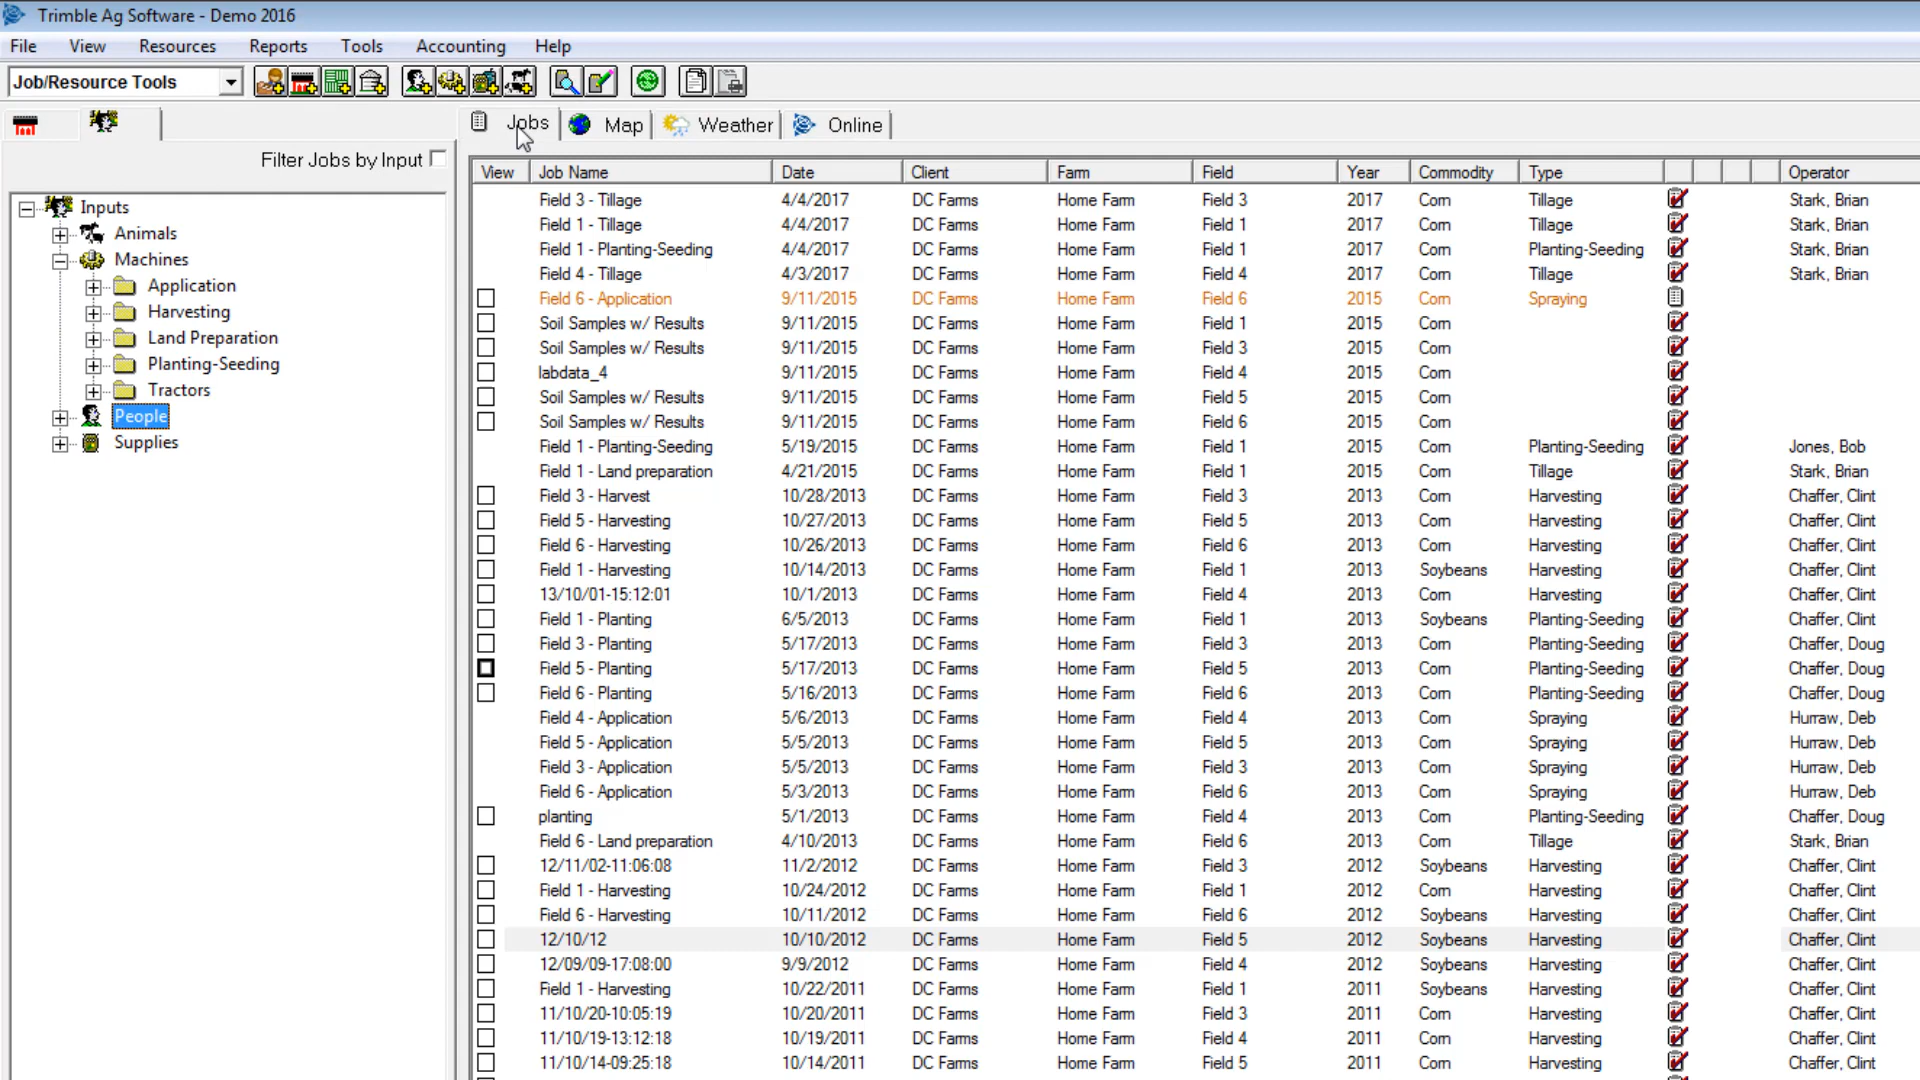 Trimble Ag Software - Demo 2016
File View Resources Reports Tools Accounting Help
Job/Resource Tools
Jobs Map Weather Online
Filter Jobs by Input
Inputs
Animals
Machines
Application
Harvesting
Land Preparation
Planting-Seeding
Tractors
People
Supplies
View Job Name Date Client Farm Field Year Commodity Type Operator
Field 3 - Tillage 4/4/2017 DC Farms Home Farm Field 3 2017 Corn Tillage Stark, Brian
Field 1 - Tillage 4/4/2017 DC Farms Home Farm Field 1 2017 Corn Tillage Stark, Brian
Field 1 - Planting-Seeding 4/4/2017 DC Farms Home Farm Field 1 2017 Corn Planting-Seeding Stark, Brian
Field 4 - Tillage 4/3/2017 DC Farms Home Farm Field 4 2017 Corn Tillage Stark, Brian
Field 6 - Application 9/11/2015 DC Farms Home Farm Field 6 2015 Corn Spraying
Soil Samples w/ Results 9/11/2015 DC Farms Home Farm Field 1 2015 Corn
Soil Samples w/ Results 9/11/2015 DC Farms Home Farm Field 3 2015 Corn
labdata_4 9/11/2015 DC Farms Home Farm Field 4 2015 Corn
Soil Samples w/ Results 9/11/2015 DC Farms Home Farm Field 5 2015 Corn
Soil Samples w/ Results 9/11/2015 DC Farms Home Farm Field 6 2015 Corn
Field 1 - Planting-Seeding 5/19/2015 DC Farms Home Farm Field 1 2015 Corn Planting-Seeding Jones, Bob
Field 1 - Land preparation 4/21/2015 DC Farms Home Farm Field 1 2015 Corn Tillage Stark, Brian
Field 3 - Harvest 10/28/2013 DC Farms Home Farm Field 3 2013 Corn Harvesting Chaffer, Clint
Field 5 - Harvesting 10/27/2013 DC Farms Home Farm Field 5 2013 Corn Harvesting Chaffer, Clint
Field 6 - Harvesting 10/26/2013 DC Farms Home Farm Field 6 2013 Corn Harvesting Chaffer, Clint
Field 1 - Harvesting 10/14/2013 DC Farms Home Farm Field 1 2013 Soybeans Harvesting Chaffer, Clint
13/10/01-15:12:01 10/1/2013 DC Farms Home Farm Field 4 2013 Corn Harvesting Chaffer, Clint
Field 1 - Planting 6/5/2013 DC Farms Home Farm Field 1 2013 Soybeans Planting-Seeding Chaffer, Clint
Field 3 - Planting 5/17/2013 DC Farms Home Farm Field 3 2013 Corn Planting-Seeding Chaffer, Doug
Field 5 - Planting 5/17/2013 DC Farms Home Farm Field 5 2013 Corn Planting-Seeding Chaffer, Doug
Field 6 - Planting 5/16/2013 DC Farms Home Farm Field 6 2013 Corn Planting-Seeding Chaffer, Doug
Field 4 - Application 5/6/2013 DC Farms Home Farm Field 4 2013 Corn Spraying Hurraw, Deb
Field 5 - Application 5/5/2013 DC Farms Home Farm Field 5 2013 Corn Spraying Hurraw, Deb
Field 3 - Application 5/5/2013 DC Farms Home Farm Field 3 2013 Corn Spraying Hurraw, Deb
Field 6 - Application 5/3/2013 DC Farms Home Farm Field 6 2013 Corn Spraying Hurraw, Deb
planting 5/1/2013 DC Farms Home Farm Field 4 2013 Corn Planting-Seeding Chaffer, Doug
Field 6 - Land preparation 4/10/2013 DC Farms Home Farm Field 6 2013 Corn Tillage Stark, Brian
12/11/02-11:06:08 11/2/2012 DC Farms Home Farm Field 3 2012 Soybeans Harvesting Chaffer, Clint
Field 1 - Harvesting 10/24/2012 DC Farms Home Farm Field 1 2012 Corn Harvesting Chaffer, Clint
Field 6 - Harvesting 10/11/2012 DC Farms Home Farm Field 6 2012 Soybeans Harvesting Chaffer, Clint
12/10/12 10/10/2012 DC Farms Home Farm Field 5 2012 Soybeans Harvesting Chaffer, Clint
12/09/09-17:08:00 9/9/2012 DC Farms Home Farm Field 4 2012 Soybeans Harvesting Chaffer, Clint
Field 1 - Harvesting 10/22/2011 DC Farms Home Farm Field 1 2011 Soybeans Harvesting Chaffer, Clint
11/10/20-10:05:19 10/20/2011 DC Farms Home Farm Field 3 2011 Corn Harvesting Chaffer, Clint
11/10/19-13:12:18 10/19/2011 DC Farms Home Farm Field 4 2011 Corn Harvesting Chaffer, Clint
11/10/14-09:25:18 10/14/2011 DC Farms Home Farm Field 5 2011 Corn Harvesting Chaffer, Clint